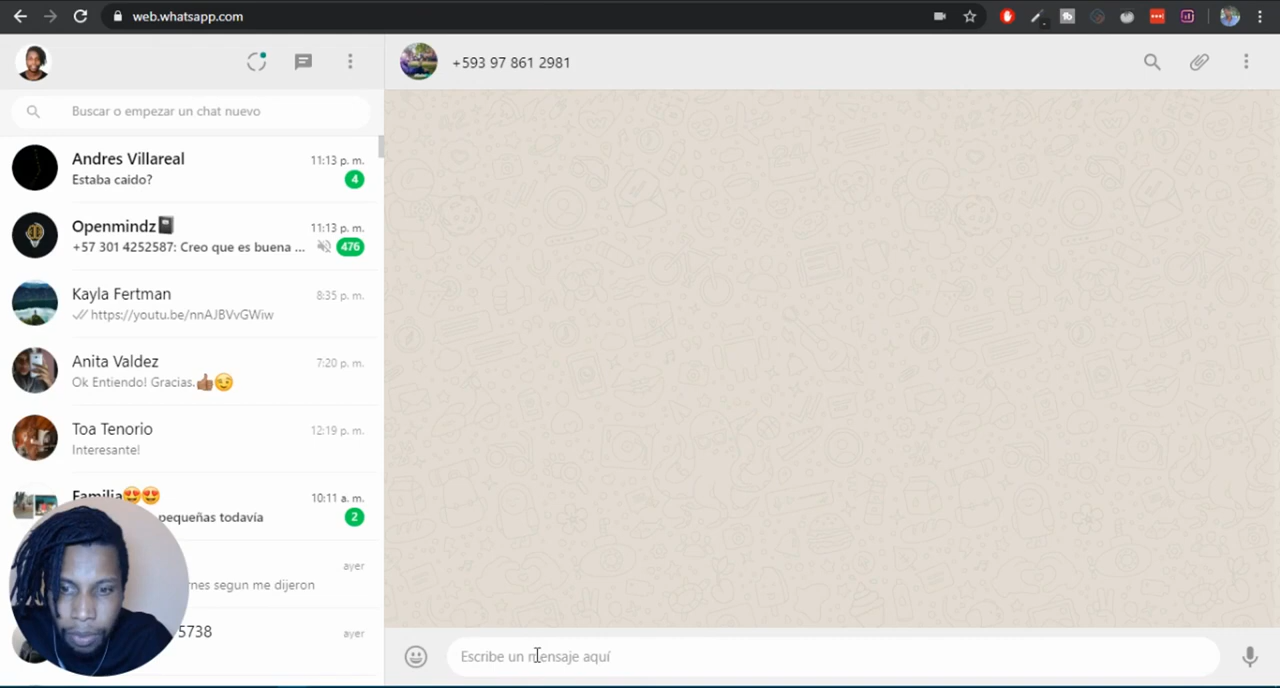 web.whatsapp.com
+593 97 861 2981
Buscar o empezar un chat nuevo
Andres Villareal
11:13 p. m.
Estaba caido?
4
Openmindz
11:13 p. m.
+57 301 4252587: Creo que es buena ...
476
Kayla Fertman
8:35 p. m.
https://youtu.be/nnAJBVvGWiw
Anita Valdez
7:20 p. m.
Ok Entiendo! Gracias.👍🏾😉
Toa Tenorio
12:19 p. m.
Interesante!
Familia😍😍
10:11 a. m.
pequeñas todavía
2
ayer
rnes segun me dijeron
5738
ayer
Escribe un mensaje aquí